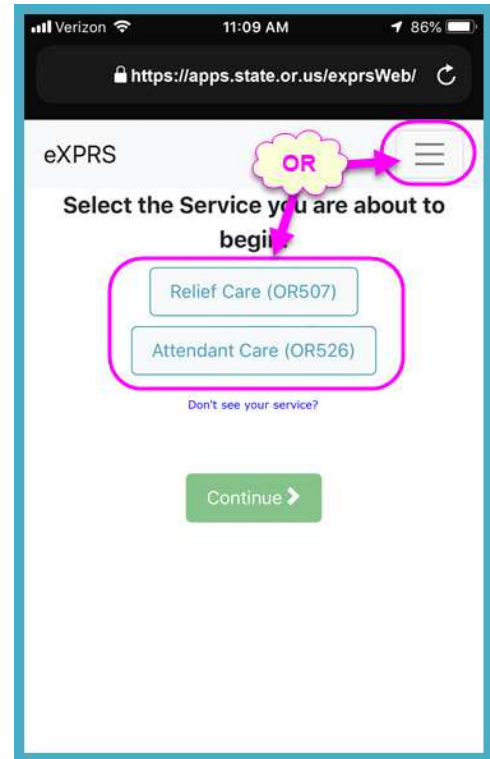 Verizon 11:09 AM 86%
https://apps.state.or.us/exprsWeb/
eXPRS
OR
Select the Service you are about to
begin.
Relief Care (OR507)
Attendant Care (OR526)
Don't see your service?
Continue